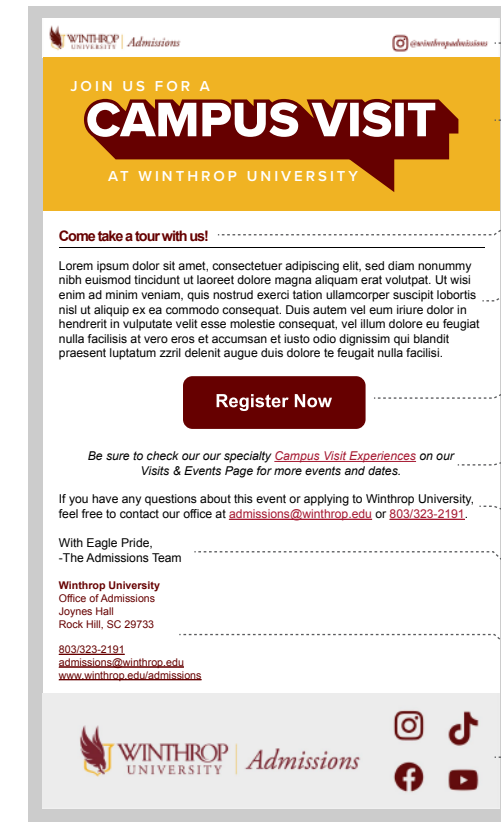 WINTHROP UNIVERSITY Admissions @winthropadmissions
JOIN US FOR A
CAMPUS VISIT
AT WINTHROP UNIVERSITY
Come take a tour with us!
Lorem ipsum dolor sit amet, consectetuer adipiscing elit, sed diam nonummy
nibh euismod tincidunt ut laoreet dolore magna aliquam erat volutpat. Ut wisi
enim ad minim veniam, quis nostrud exerci tation ullamcorper suscipit lobortis
nisl ut aliquip ex ea commodo consequat. Duis autem vel eum iriure dolor in
hendrerit in vulputate velit esse molestie consequat, vel illum dolore eu feugiat
nulla facilisis at vero eros et accumsan et iusto odio dignissim qui blandit
praesent luptatum zzril delenit augue duis dolore te feugait nulla facilisi.
Register Now
Be sure to check our our specialty Campus Visit Experiences on our
Visits & Events Page for more events and dates.
If you have any questions about this event or applying to Winthrop University,
feel free to contact our office at admissions@winthrop.edu or 803/323-2191.
With Eagle Pride,
-The Admissions Team
Winthrop University
Office of Admissions
Joynes Hall
Rock Hill, SC 29733
803/323-2191
admissions@winthrop.edu
www.winthrop.edu/admissions
WINTHROP
UNIVERSITY Admissions